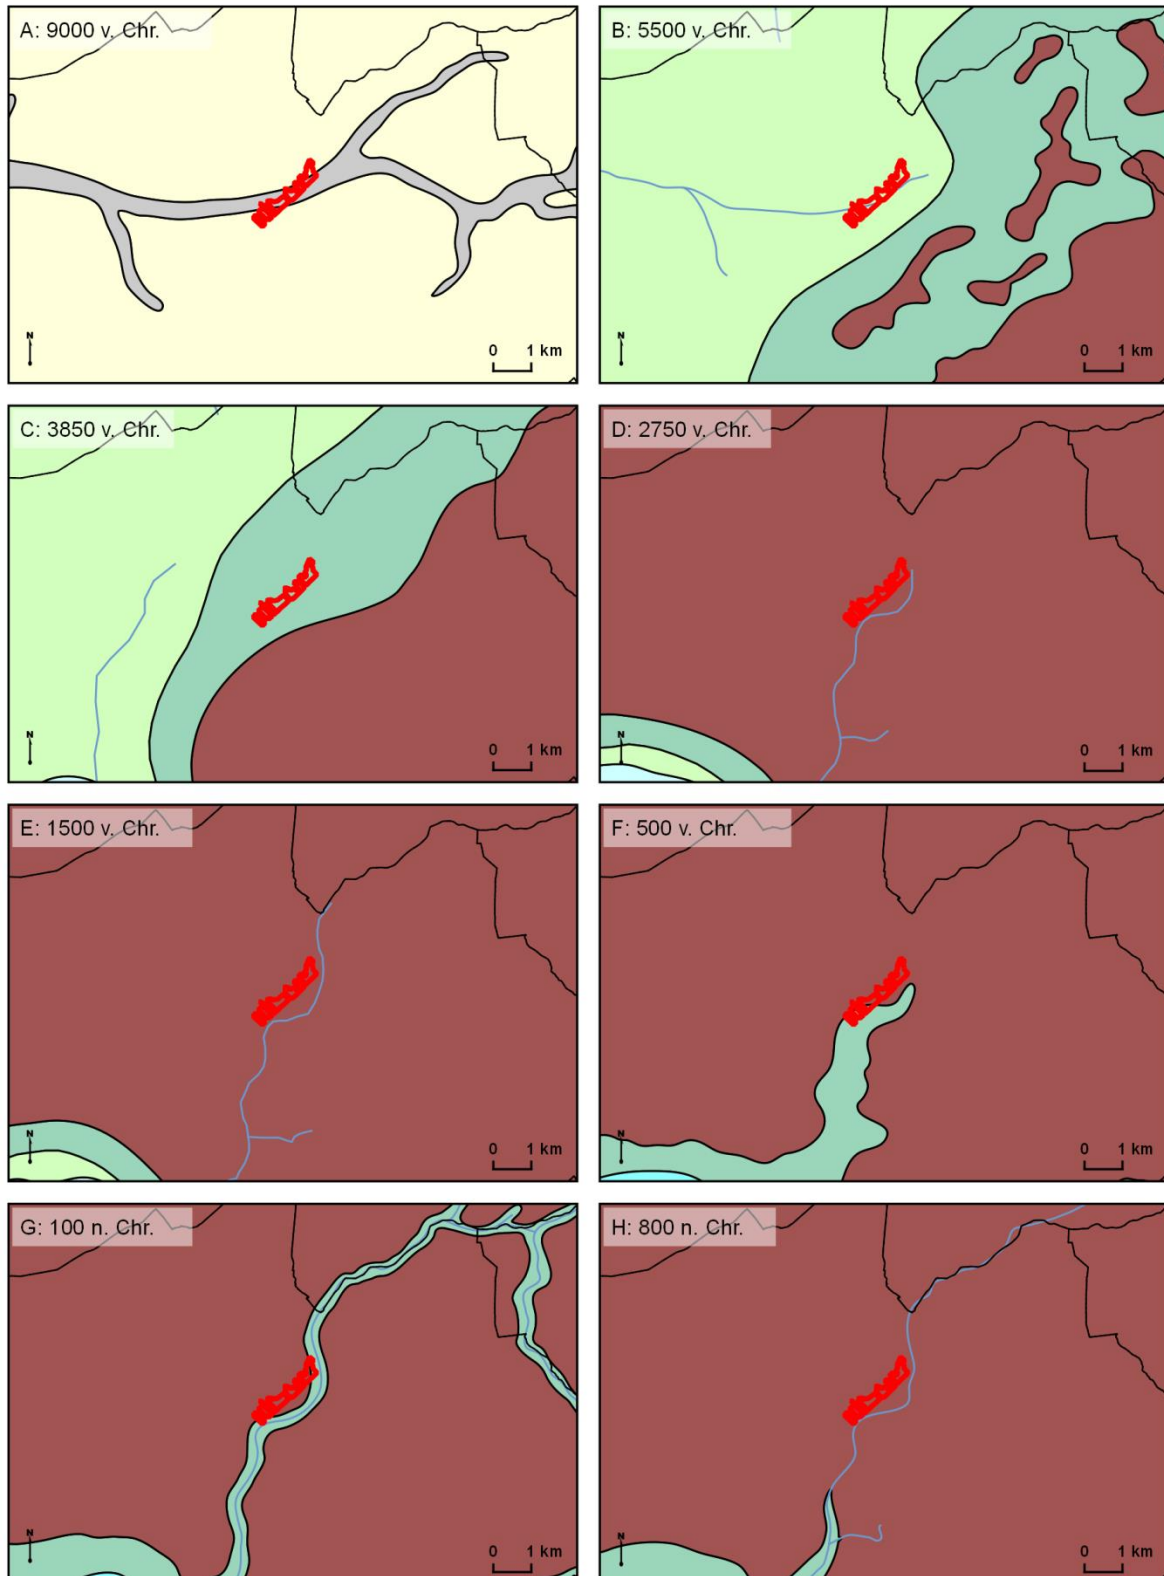 A: 9000 v. Chr.
N
0 1 km
B: 5500 v. Chr.
N
0 1 km
C: 3850 v. Chr.
N
0 1 km
D: 2750 v. Chr.
N
0 1 km
E: 1500 v. Chr.
N
0 1 km
F: 500 v. Chr.
N
0 1 km
G: 100 n. Chr.
N
0 1 km
H: 800 n. Chr.
N
0 1 km